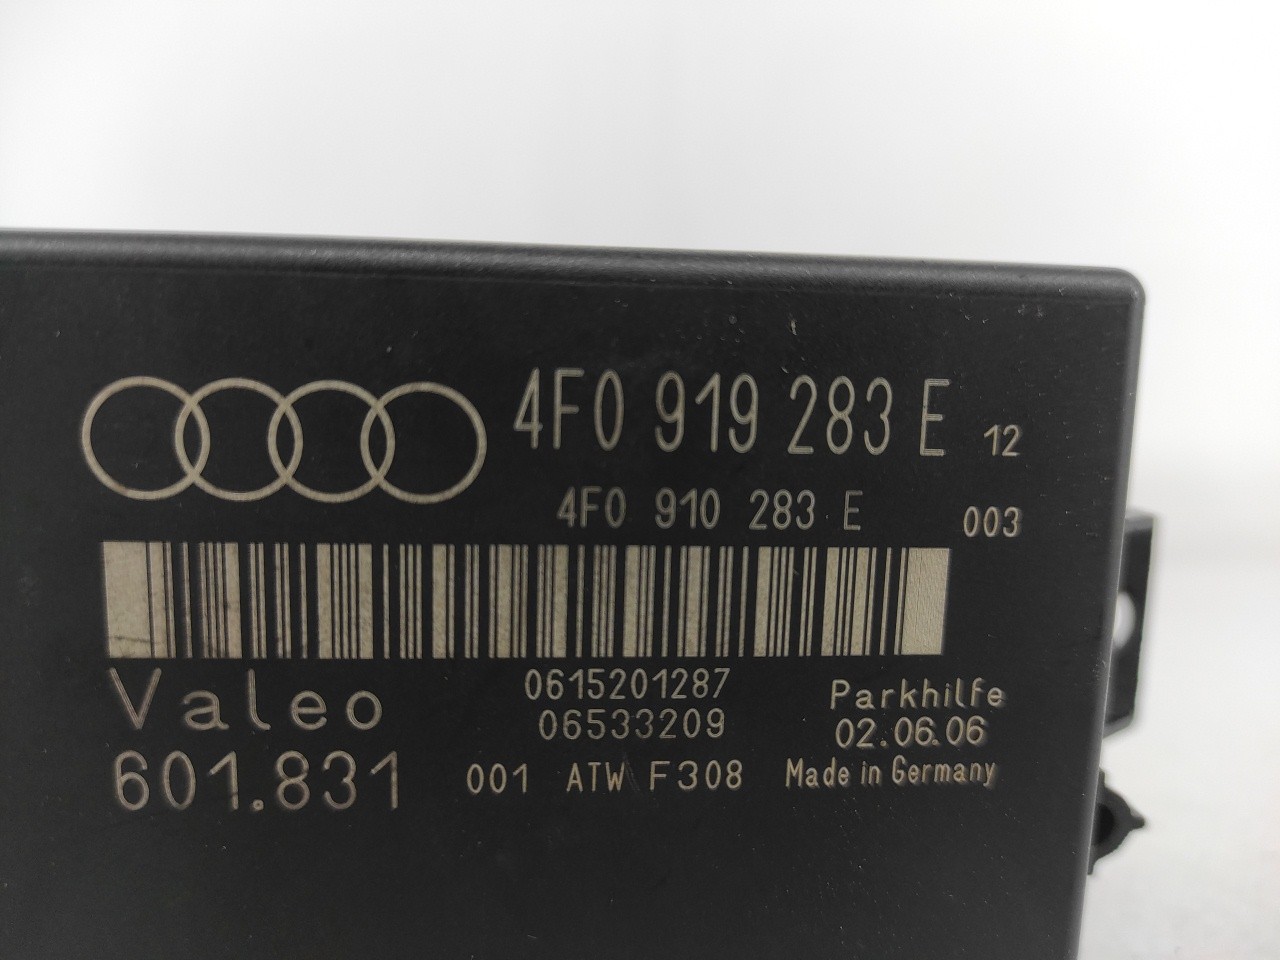 4F0 919 283 E 12
4F0 910 283 E 003
Valeo 0615201287 Parkhilfe
06533209 02.06.06
601.831 001 ATW F308 Made in Germany